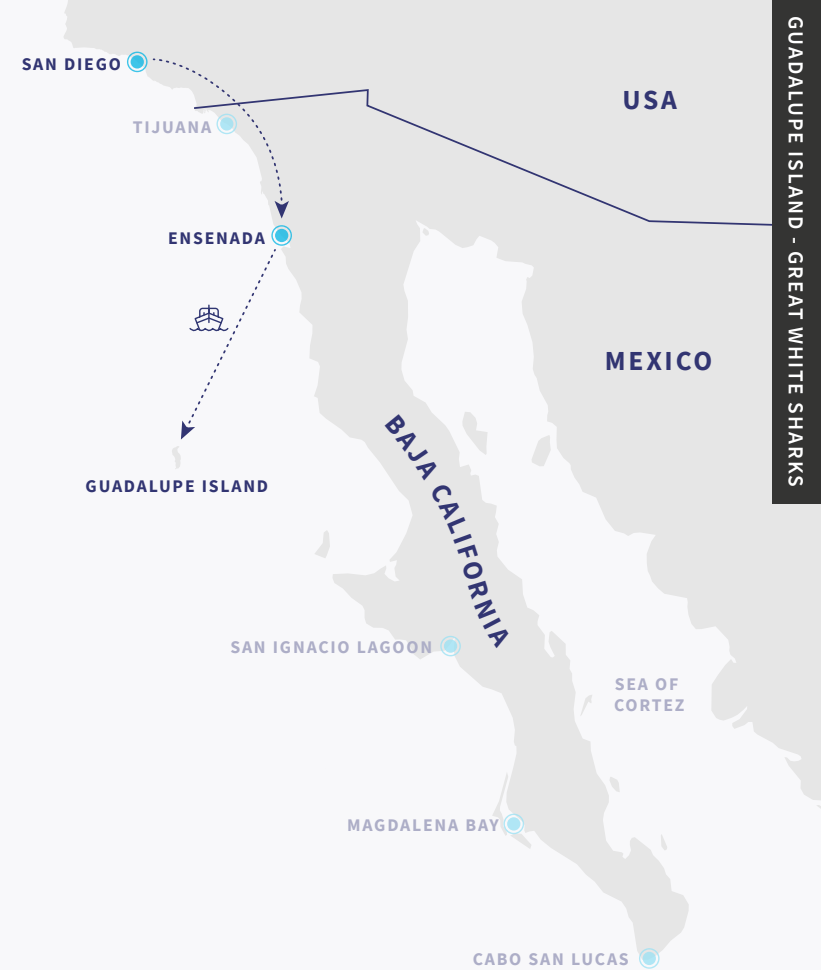 SAN DIEGO
USA
TIJUANA
ENSENADA
MEXICO
BAJA CALIFORNIA
GUADALUPE ISLAND
SAN IGNACIO LAGOON
SEA OF
CORTEZ
MAGDALENA BAY
CABO SAN LUCAS
GUADALUPE ISLAND - GREAT WHITE SHARKS